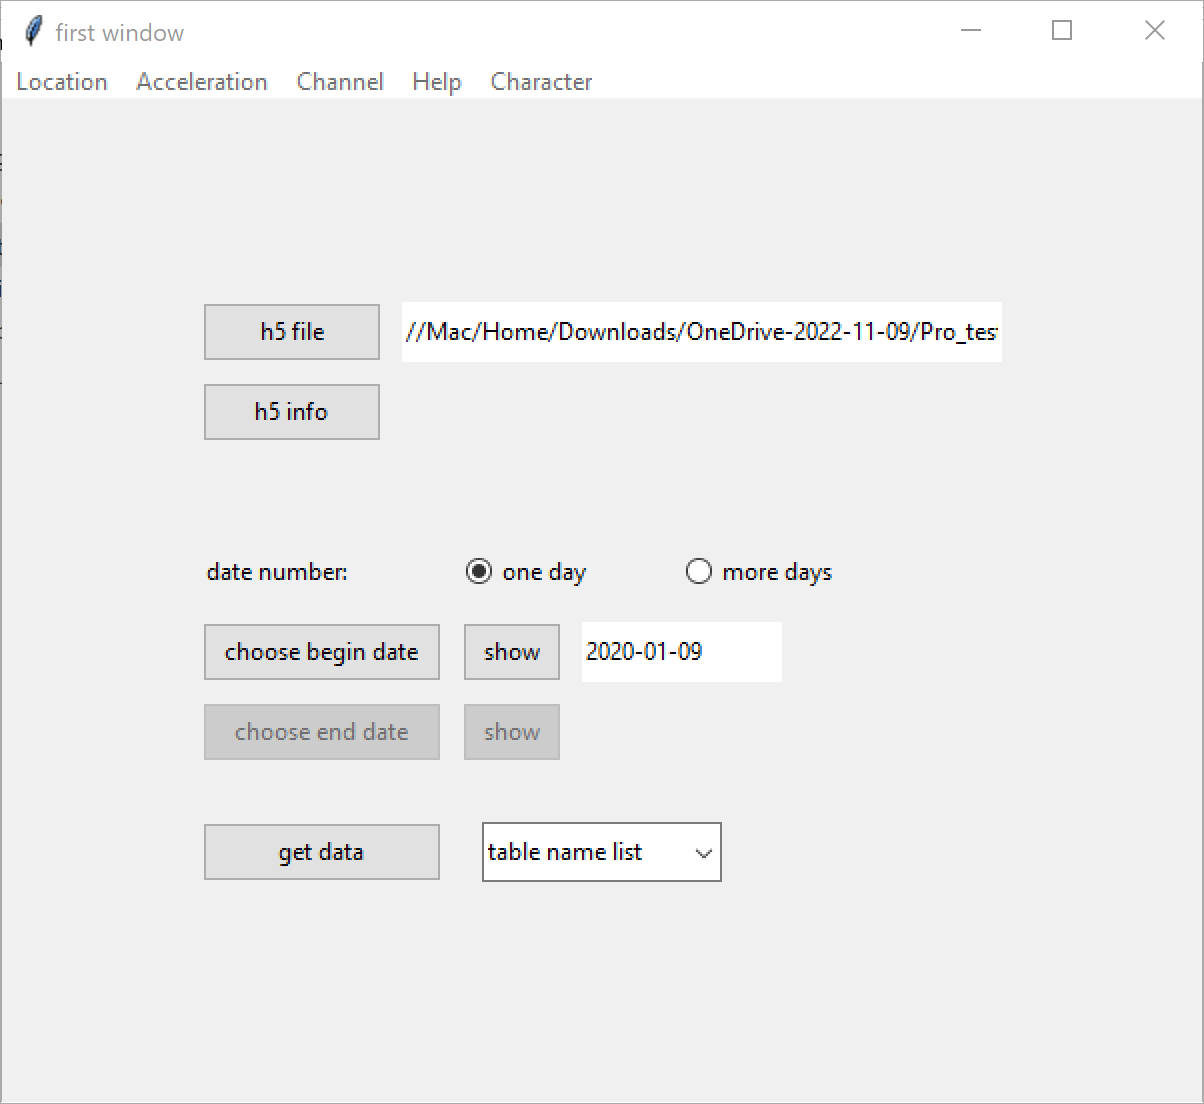 first window
Location Acceleration Channel Help Character
h5 file //Mac/Home/Downloads/OneDrive-2022-11-09/Pro_tes
h5 info
date number: one day more days
choose begin date show 2020-01-09
choose end date show
get data table name list